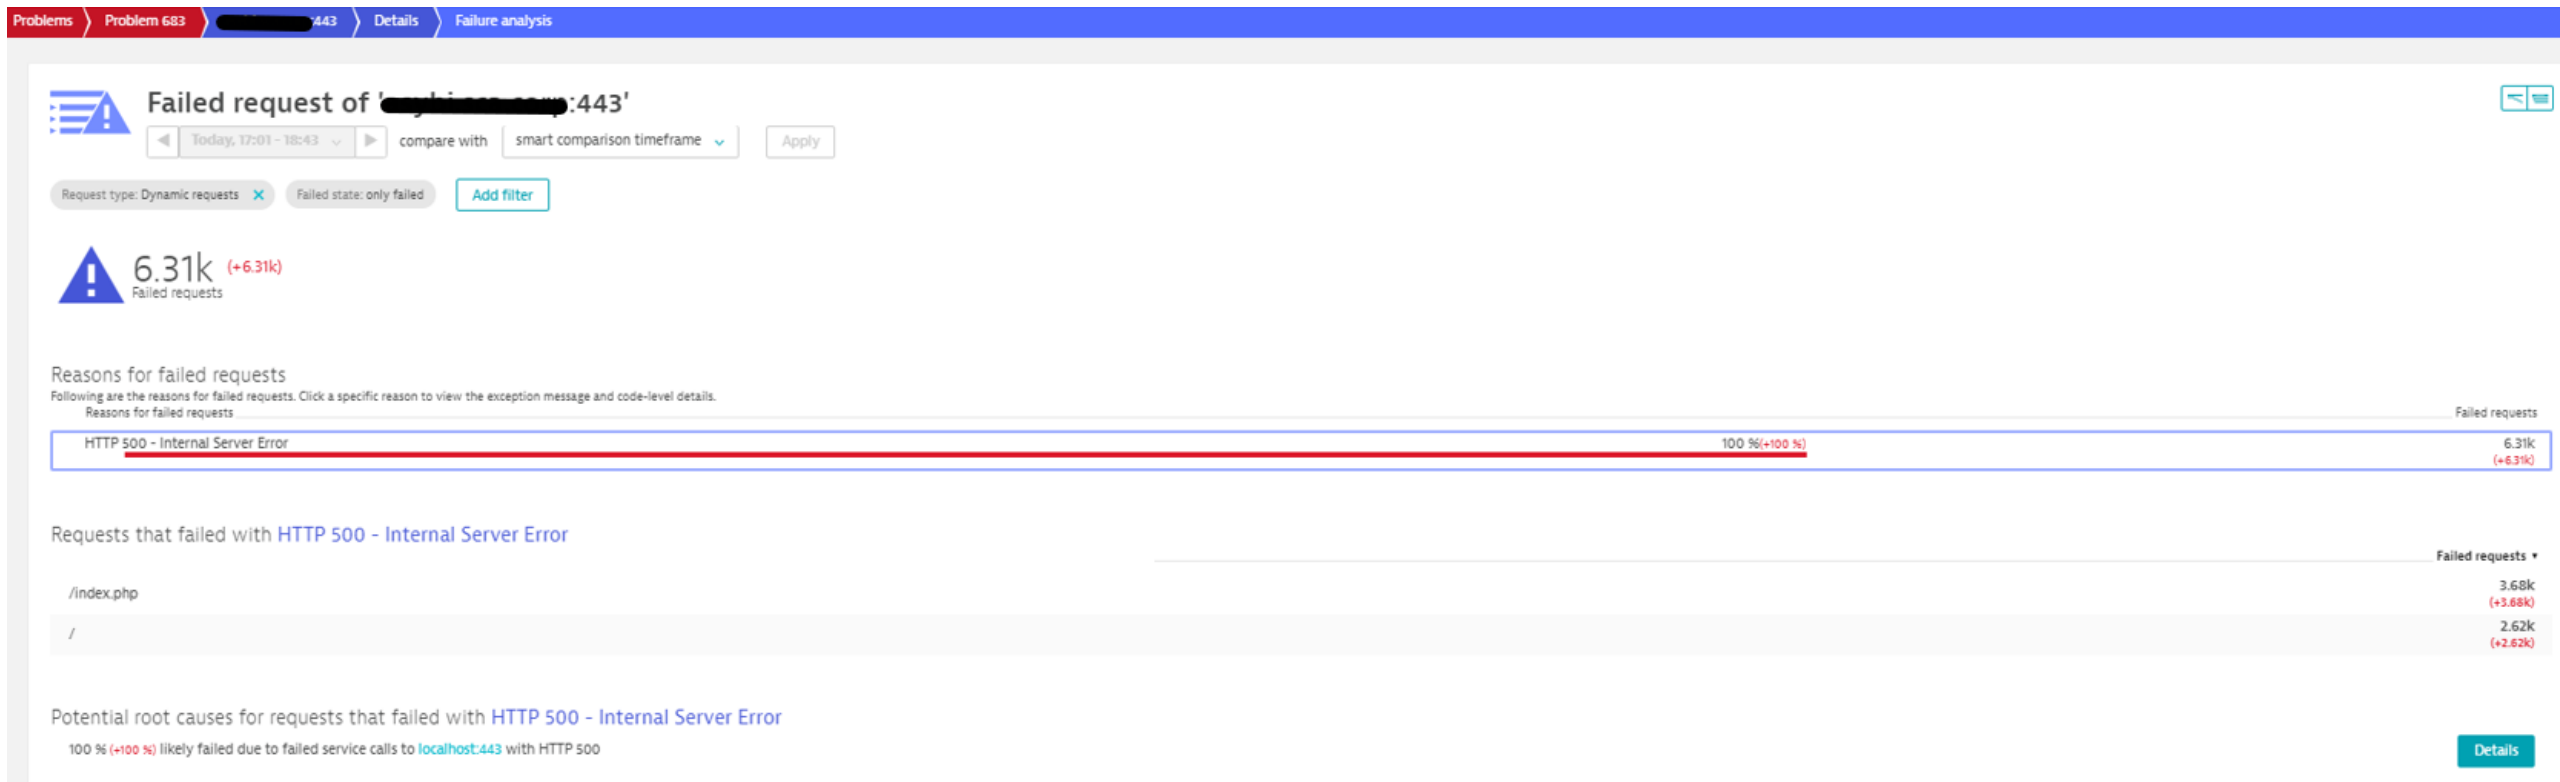 Problems Problem 683 :443 Details Failure analysis
Failed request of ' :443'
Today, 17:01 - 18:43 compare with smart comparison timeframe Apply
Request type: Dynamic requests Failed state: only failed Add filter
6.31k (+6.31k)
Failed requests
Reasons for failed requests
Following are the reasons for failed requests. Click a specific reason to view the exception message and code-level details.
Reasons for failed requests Failed requests
HTTP 500 - Internal Server Error 100 %(+100 %) 6.31k
(+6.31k)
Requests that failed with HTTP 500 - Internal Server Error
Failed requests
/index.php 3.68k
(+3.68k)
/ 2.62k
(+2.62k)
Potential root causes for requests that failed with HTTP 500 - Internal Server Error
100 % (+100 %) likely failed due to failed service calls to localhost:443 with HTTP 500 Details